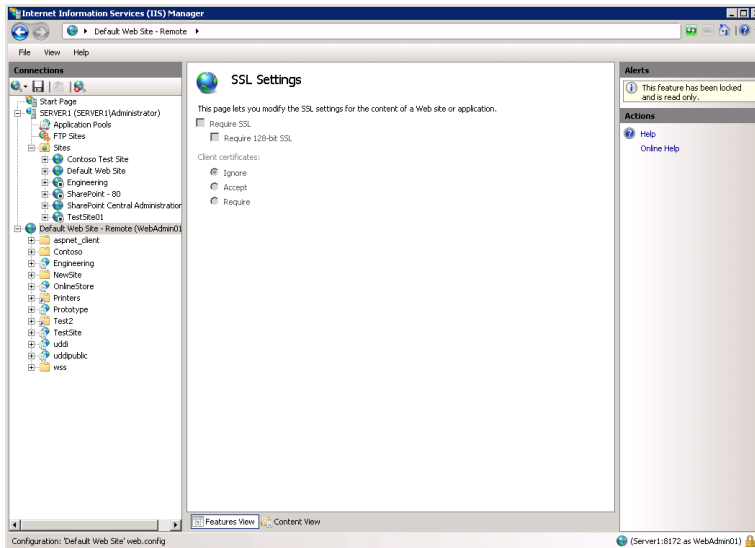 Internet Information Services (IIS) Manager
Default Web Site - Remote
File View Help
Connections
Start Page
SERVER1 (SERVER1\Administrator)
Application Pools
FTP Sites
Sites
Contoso Test Site
Default Web Site
Engineering
SharePoint - 80
SharePoint Central Administration
TestSite01
Default Web Site - Remote (WebAdmin01
aspnet_client
Contoso
Engineering
NewSite
OnlineStore
Printers
Prototype
Test2
TestSite
uddi
uddipublic
wss
SSL Settings
This page lets you modify the SSL settings for the content of a Web site or application.
Require SSL
Require 128-bit SSL
Client certificates:
Ignore
Accept
Require
Features View Content View
Alerts
This feature has been locked
and is read only.
Actions
Help
Online Help
Configuration: 'Default Web Site' web.config
(Server1:8172 as WebAdmin01)